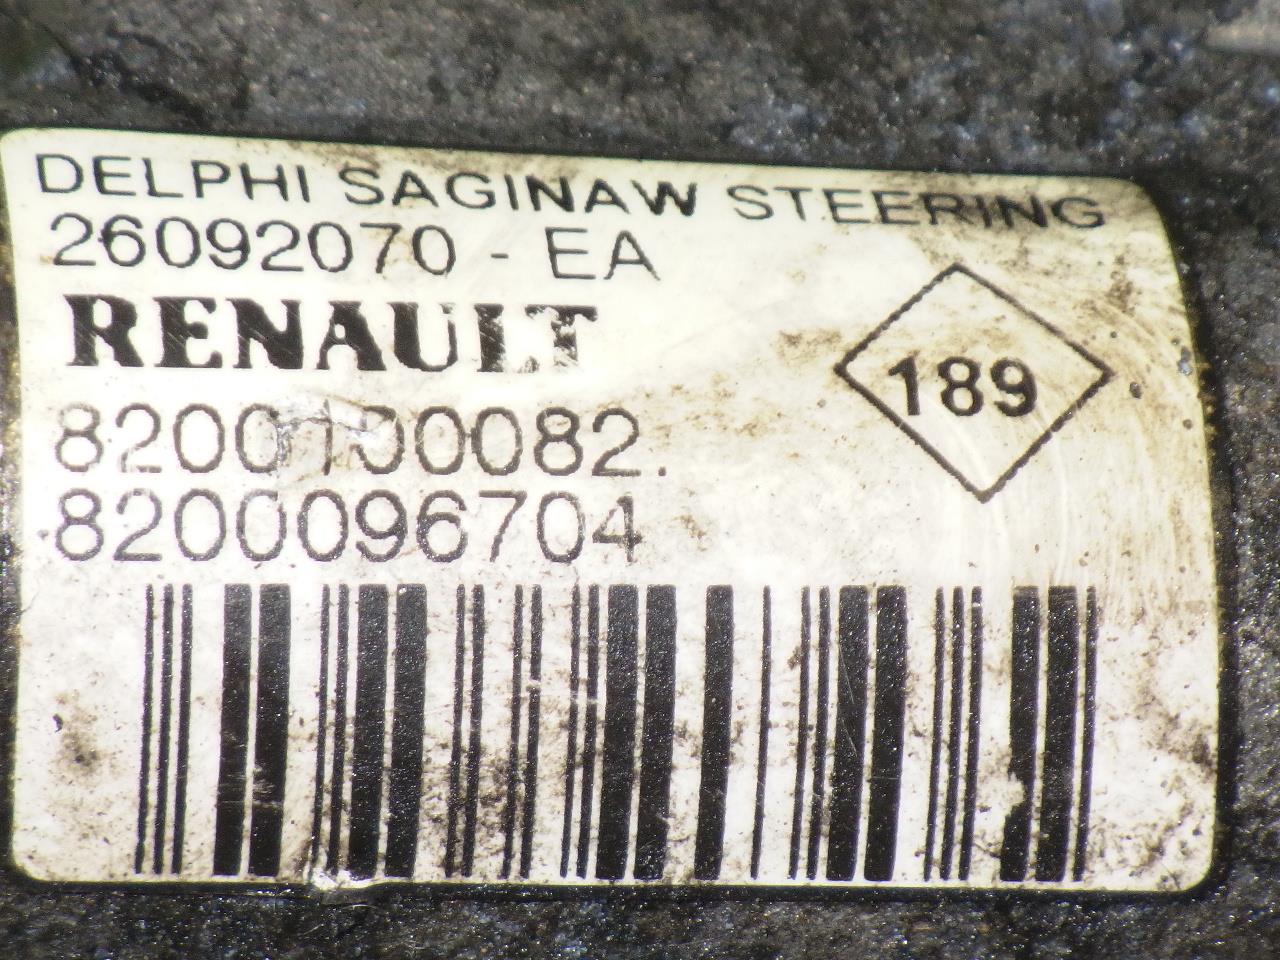 DELPHI SAGINAW STEERING
26092070 - EA
RENAULT
189
8200100082.
8200096704